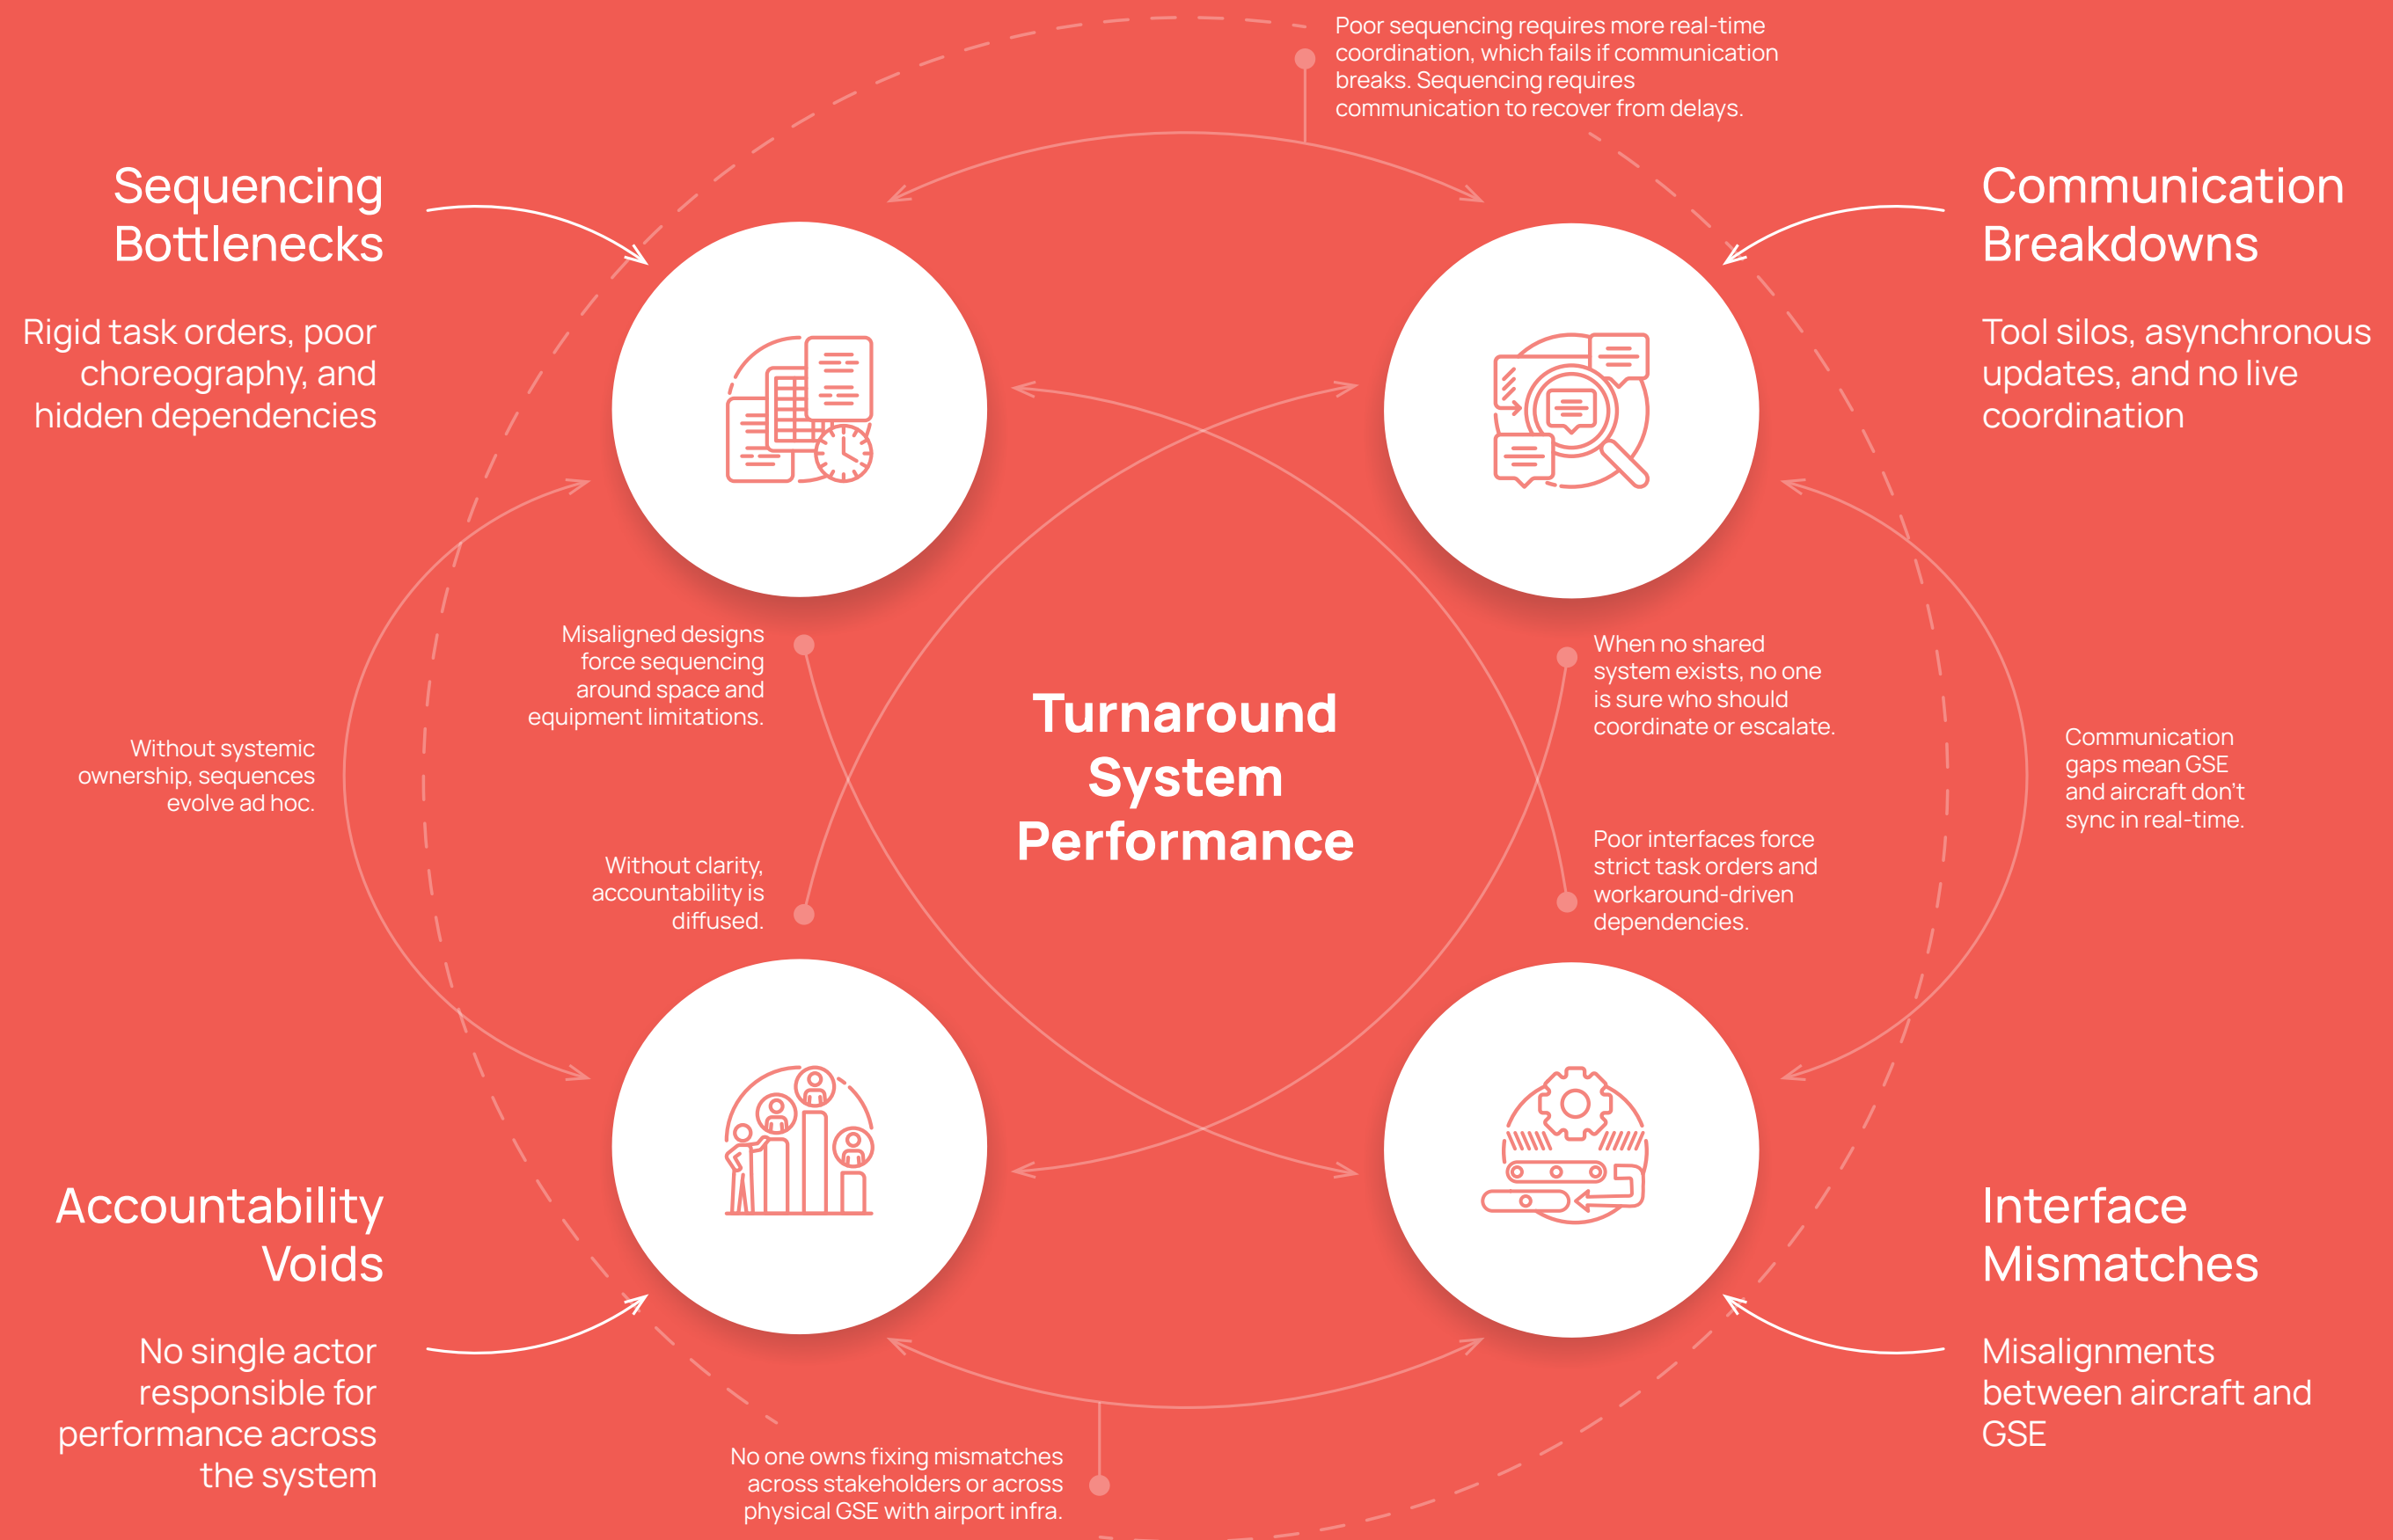 Poor sequencing requires more real-time
coordination, which fails if communication
breaks. Sequencing requires
communication to recover from delays.
Sequencing
Bottlenecks
Rigid task orders, poor
choreography, and
hidden dependencies
Communication
Breakdowns
Tool silos, asynchronous
updates, and no live
coordination
Misaligned designs
force sequencing
around space and
equipment limitations.
When no shared
system exists, no one
is sure who should
coordinate or escalate.
Without systemic
ownership, sequences
evolve ad hoc.
Turnaround
System
Performance
Communication
gaps mean GSE
and aircraft don't
sync in real-time.
Without clarity,
accountability is
diffused.
Poor interfaces force
strict task orders and
workaround-driven
dependencies.
Accountability
Voids
No single actor
responsible for
performance across
the system
Interface
Mismatches
Misalignments
between aircraft and
GSE
No one owns fixing mismatches
across stakeholders or across
physical GSE with airport infra.